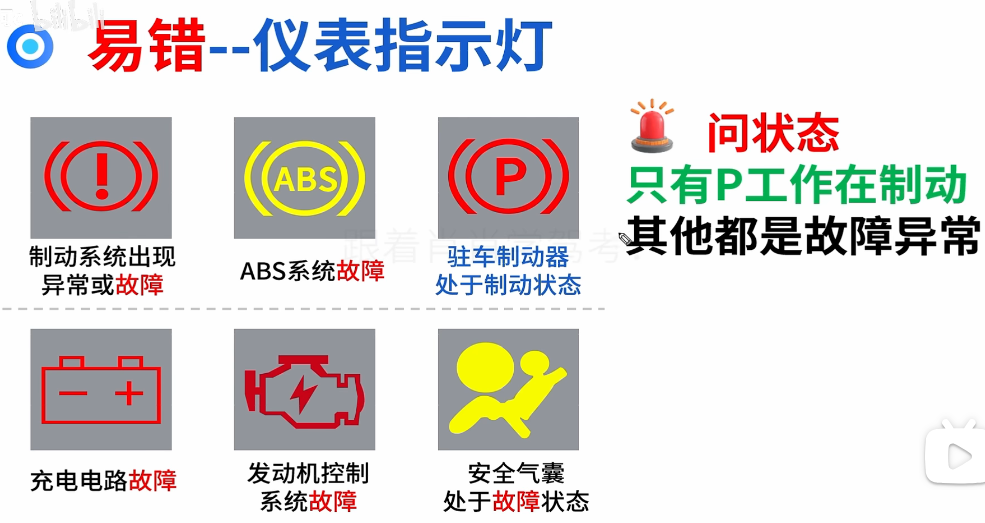 bilibili
易错--仪表指示灯
!
制动系统出现
异常或故障
ABS
ABS系统故障
P
驻车制动器
处于制动状态
问状态
只有P工作在制动
其他都是故障异常
- +
充电电路故障
发动机控制
系统故障
安全气囊
处于故障状态